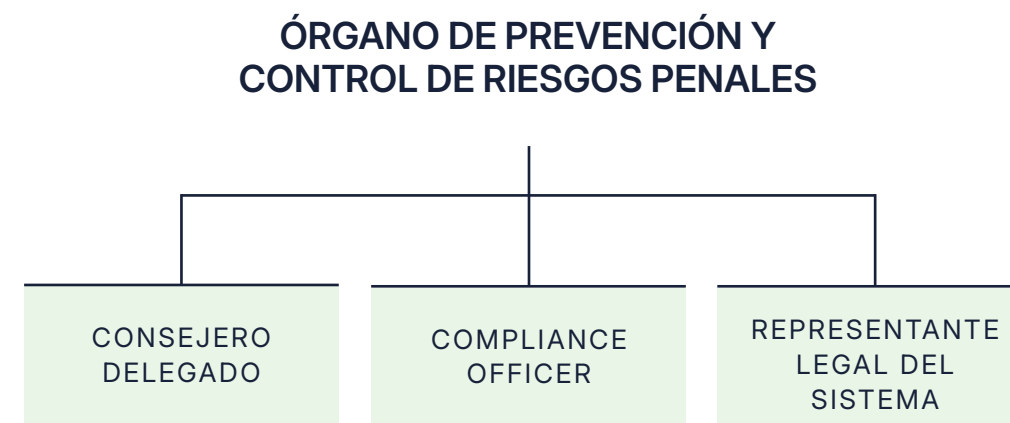 ÓRGANO DE PREVENCIÓN Y
CONTROL DE RIESGOS PENALES
CONSEJERO
DELEGADO
COMPLIANCE
OFFICER
REPRESENTANTE
LEGAL DEL
SISTEMA